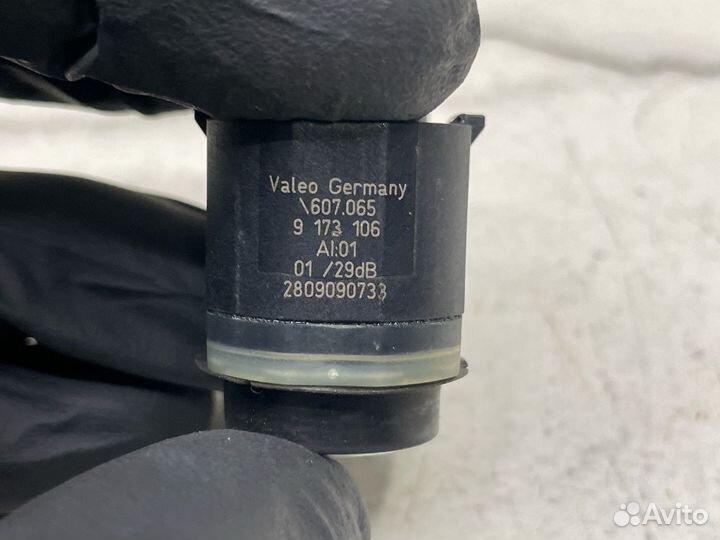 Valeo Germany
\607.065
9 173 106
AI:01
01 /29dB
2809090733
Avito